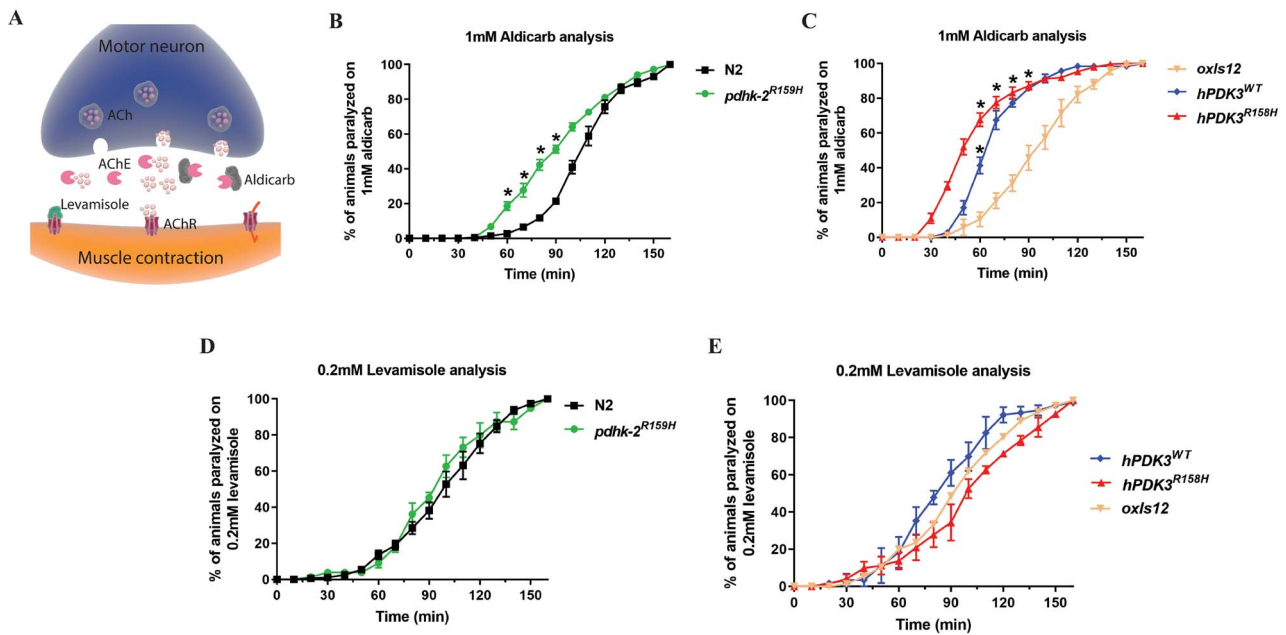 A
Motor neuron
ACh
AChE
Aldicarb
Levamisole
AChR
Muscle contraction
B
1mM Aldicarb analysis
% of animals paralyzed on
1mM aldicarb
100
80
60
40
20
0
0 30 60 90 120 150
Time (min)
* * * *
N2
pdhk-2R159H
C
1mM Aldicarb analysis
% of animals paralyzed on
1mM aldicarb
100
80
60
40
20
0
0 30 60 90 120 150
Time (min)
* * * * *
oxIs12
hPDK3WT
hPDK3R158H
D
0.2mM Levamisole analysis
% of animals paralyzed on
0.2mM levamisole
100
80
60
40
20
0
0 30 60 90 120 150
Time (min)
N2
pdhk-2R159H
E
0.2mM Levamisole analysis
% of animals paralyzed on
0.2mM levamisole
100
80
60
40
20
0
0 30 60 90 120 150
Time (min)
hPDK3WT
hPDK3R158H
oxIs12